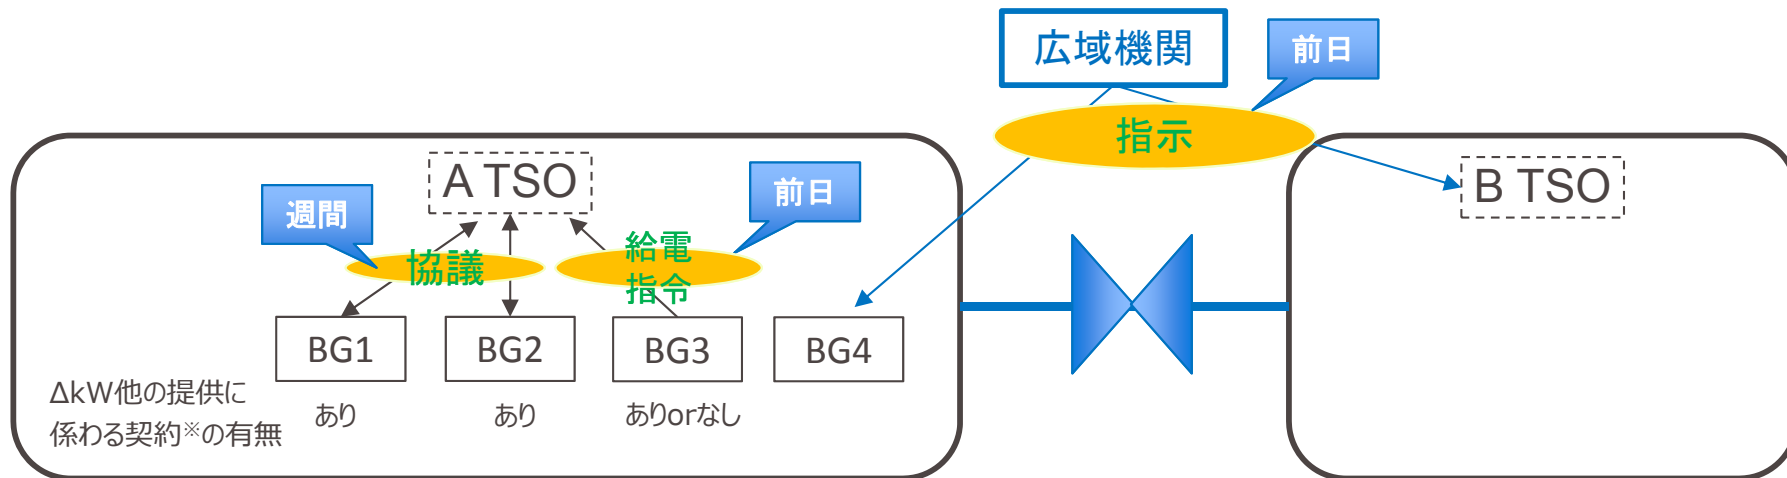 広域機関
前日
指示
A TSO
B TSO
週間
前日
協議
給電
指令
BG1
BG2
BG3
BG4
ΔkW他の提供に
係わる契約※の有無
あり
あり
ありorなし